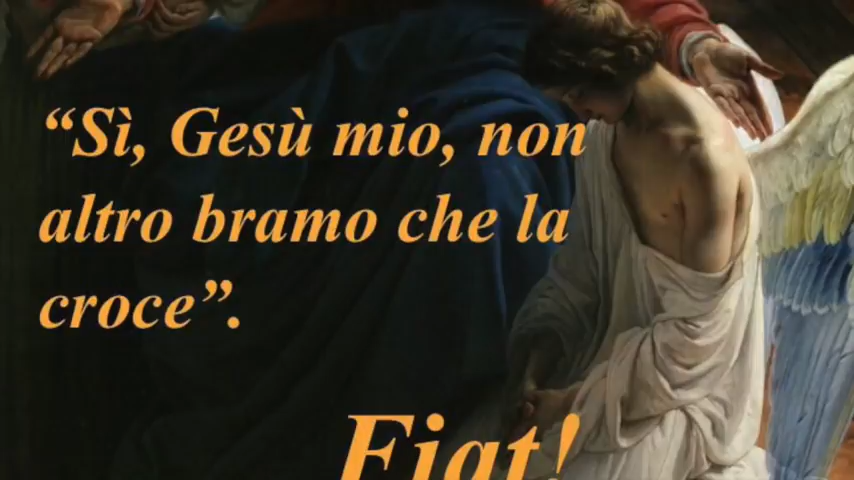 “Sì, Gesù mio, non
altro bramo che la
croce”.
Fiat!